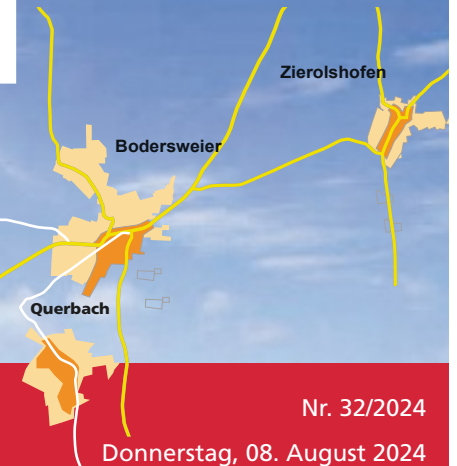 Zierolshofen
Bodersweier
Querbach
Nr. 32/2024
Donnerstag, 08. August 2024